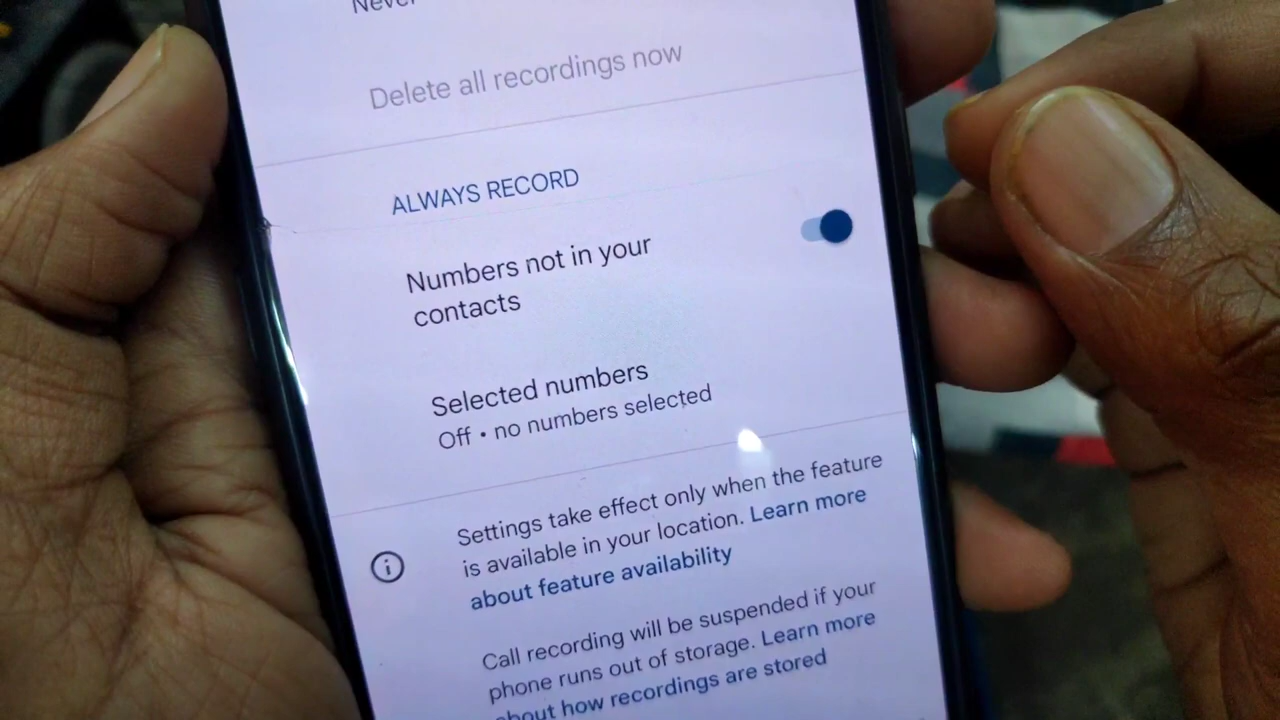 Never
Delete all recordings now
ALWAYS RECORD
Numbers not in your
contacts
Selected numbers
Off • no numbers selected
Settings take effect only when the feature
is available in your location. Learn more
about feature availability
Call recording will be suspended if your
phone runs out of storage. Learn more
about how recordings are stored